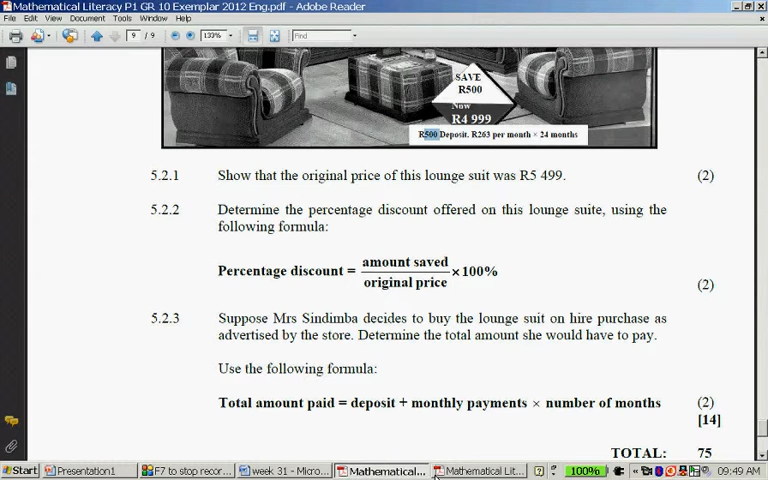 Mathematical Literacy P1 GR 10 Exemplar 2012 Eng.pdf - Adobe Reader
File Edit View Document Tools Window Help
9 / 9 133% Find
SAVE
R500
Now
R4 999
R500 Deposit. R263 per month × 24 months
5.2.1 Show that the original price of this lounge suit was R5 499. (2)
5.2.2 Determine the percentage discount offered on this lounge suite, using the
following formula:
Percentage discount = amount saved / original price × 100%
(2)
5.2.3 Suppose Mrs Sindimba decides to buy the lounge suit on hire purchase as
advertised by the store. Determine the total amount she would have to pay.
Use the following formula:
Total amount paid = deposit + monthly payments × number of months (2)
[14]
TOTAL: 75
Start Presentation1 F7 to stop recor... week 31 - Micro... Mathematical... Mathematical Lit... 100% 09:49 AM